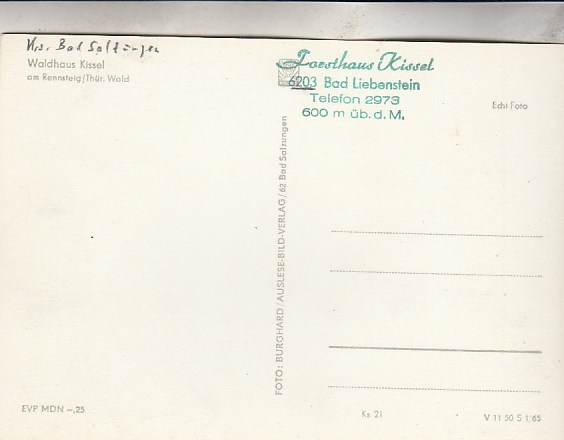 Krs. Bad Salzungen
Waldhaus Kissel
am Rennsteig/Thür. Wald
Forsthaus Kissel
6203 Bad Liebenstein
Telefon 2973
600 m üb. d. M.
Echt Foto
FOTO: BURGHARD/AUSLESE-BILD-VERLAG/62 Bad Salzungen
EVP MDN —,25
Ks 21
V 11 50 S 1/65